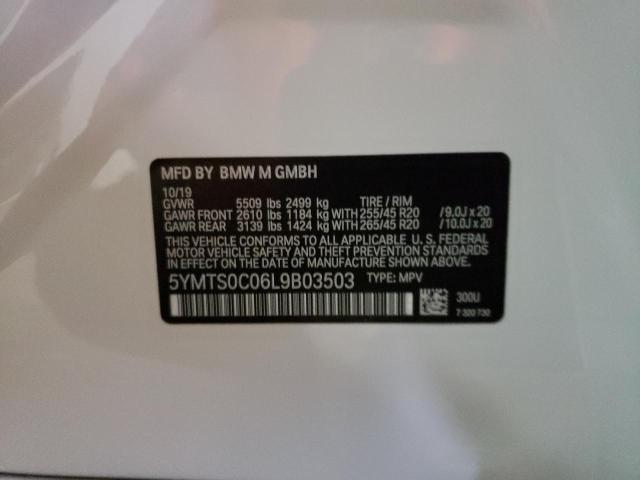 MFD BY BMW M GMBH
10/19
GVWR 5509 lbs 2499 kg TIRE / RIM
GAWR FRONT 2610 lbs 1184 kg WITH 255/45 R20 /9.0J x 20
GAWR REAR 3139 lbs 1424 kg WITH 265/45 R20 /10.0J x 20
THIS VEHICLE CONFORMS TO ALL APPLICABLE U. S. FEDERAL
MOTOR VEHICLE SAFETY, BUMPER, AND THEFT PREVENTION STANDARDS
IN EFFECT ON THE DATE OF MANUFACTURE SHOWN ABOVE.
5YMTS0C06L9B03503 TYPE: MPV
300U
7 320 730